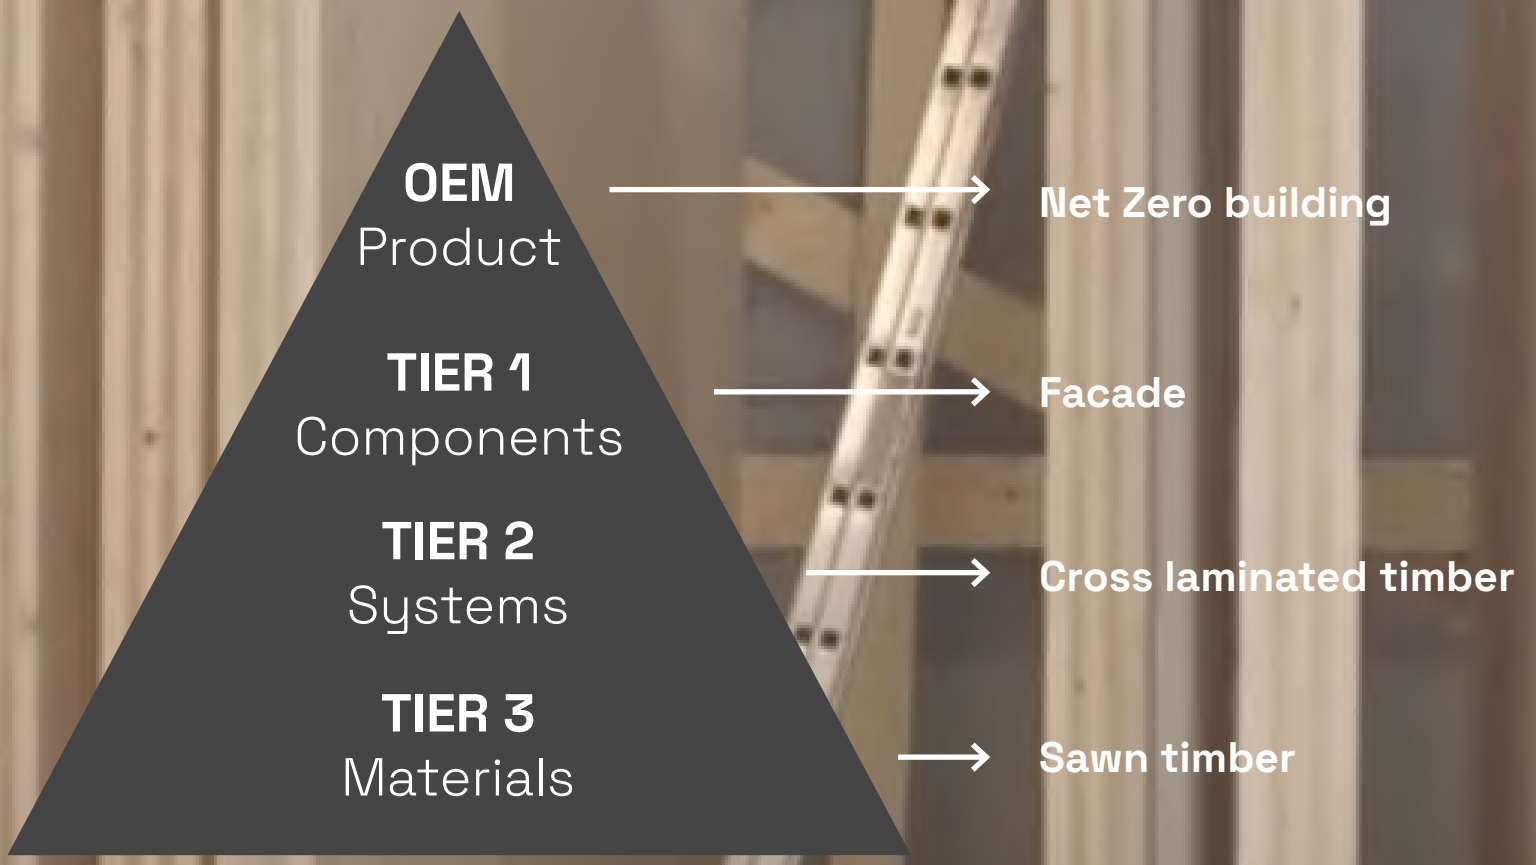 OEM
Product
Net Zero building
TIER 1
Components
Facade
TIER 2
Systems
Cross laminated timber
TIER 3
Materials
Sawn timber